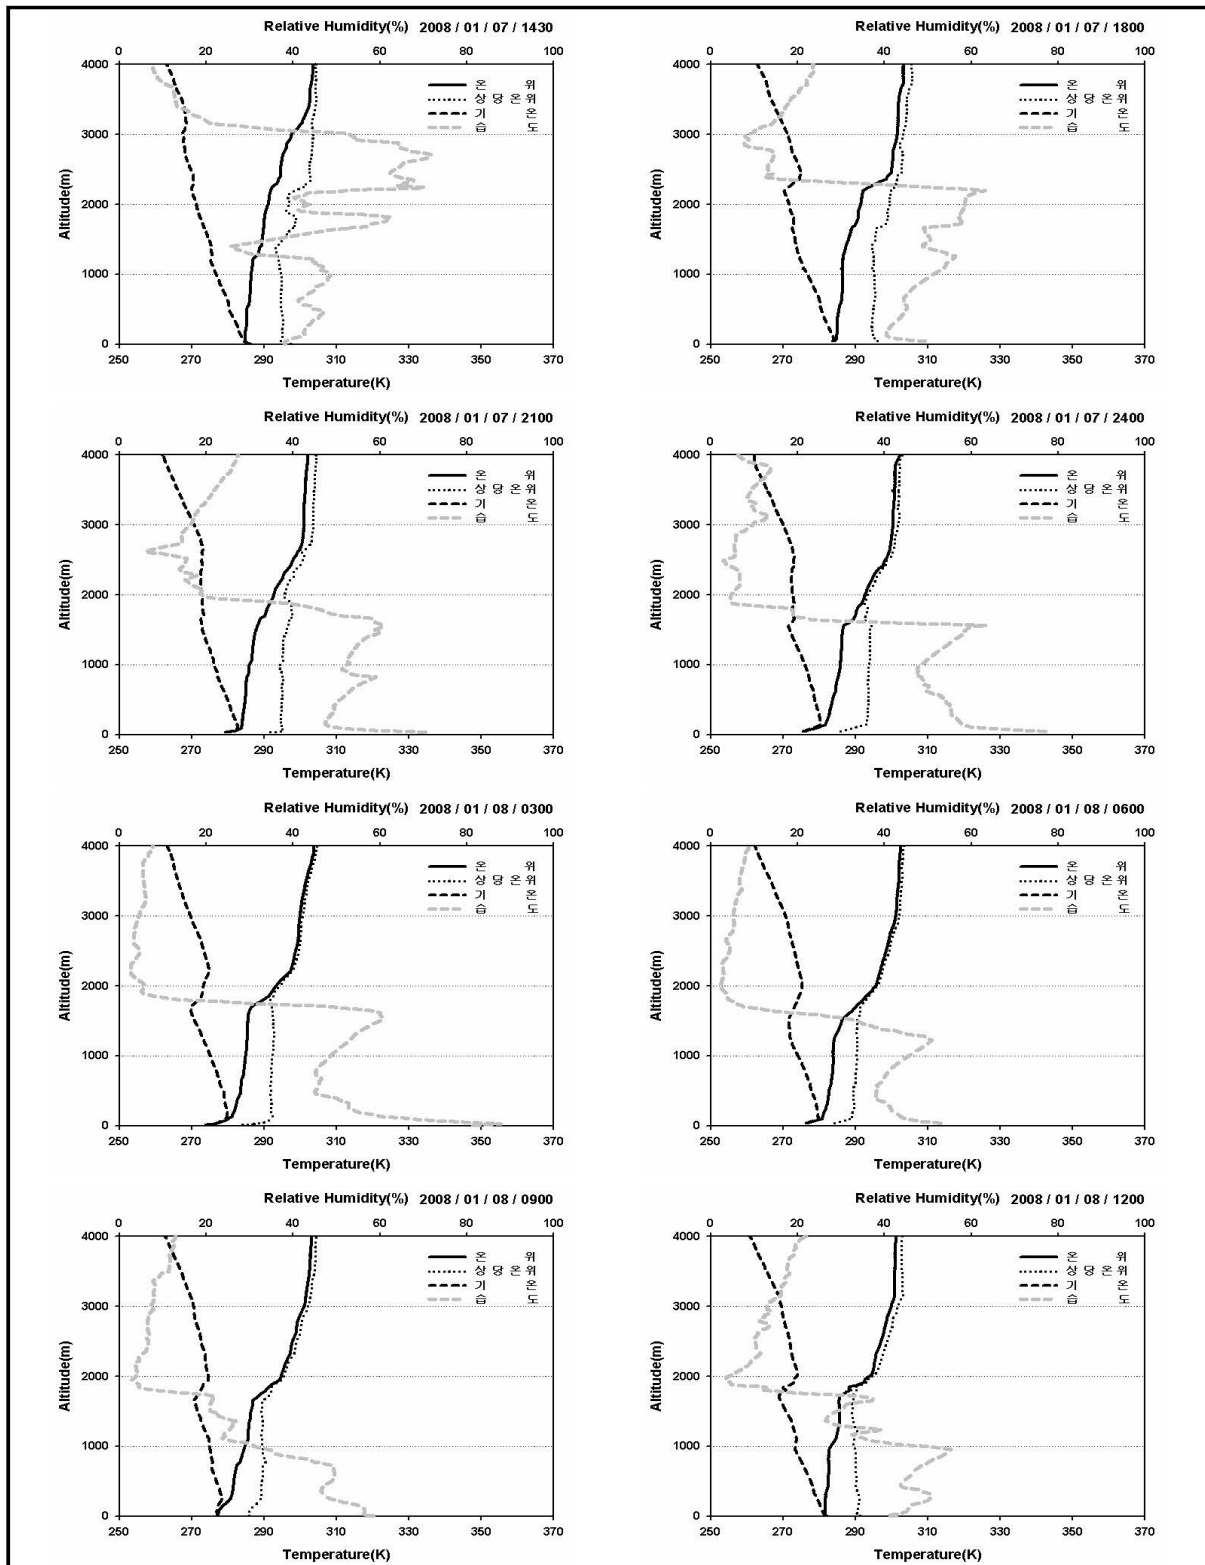 Relative Humidity(%) 2008 / 01 / 07 / 1430
0 20 40 60 80 100
4000
온 위
상 당 온 위
기 온
습 도
3000
2000
1000
0
Altitude(m)
250 270 290 310 330 350 370
Temperature(K)
Relative Humidity(%) 2008 / 01 / 07 / 1800
0 20 40 60 80 100
4000
온 위
상 당 온 위
기 온
습 도
3000
2000
1000
0
Altitude(m)
250 270 290 310 330 350 370
Temperature(K)
Relative Humidity(%) 2008 / 01 / 07 / 2100
0 20 40 60 80 100
4000
온 위
상 당 온 위
기 온
습 도
3000
2000
1000
0
Altitude(m)
250 270 290 310 330 350 370
Temperature(K)
Relative Humidity(%) 2008 / 01 / 07 / 2400
0 20 40 60 80 100
4000
온 위
상 당 온 위
기 온
습 도
3000
2000
1000
0
Altitude(m)
250 270 290 310 330 350 370
Temperature(K)
Relative Humidity(%) 2008 / 01 / 08 / 0300
0 20 40 60 80 100
4000
온 위
상 당 온 위
기 온
습 도
3000
2000
1000
0
Altitude(m)
250 270 290 310 330 350 370
Temperature(K)
Relative Humidity(%) 2008 / 01 / 08 / 0600
0 20 40 60 80 100
4000
온 위
상 당 온 위
기 온
습 도
3000
2000
1000
0
Altitude(m)
250 270 290 310 330 350 370
Temperature(K)
Relative Humidity(%) 2008 / 01 / 08 / 0900
0 20 40 60 80 100
4000
온 위
상 당 온 위
기 온
습 도
3000
2000
1000
0
Altitude(m)
250 270 290 310 330 350 370
Temperature(K)
Relative Humidity(%) 2008 / 01 / 08 / 1200
0 20 40 60 80 100
4000
온 위
상 당 온 위
기 온
습 도
3000
2000
1000
0
Altitude(m)
250 270 290 310 330 350 370
Temperature(K)